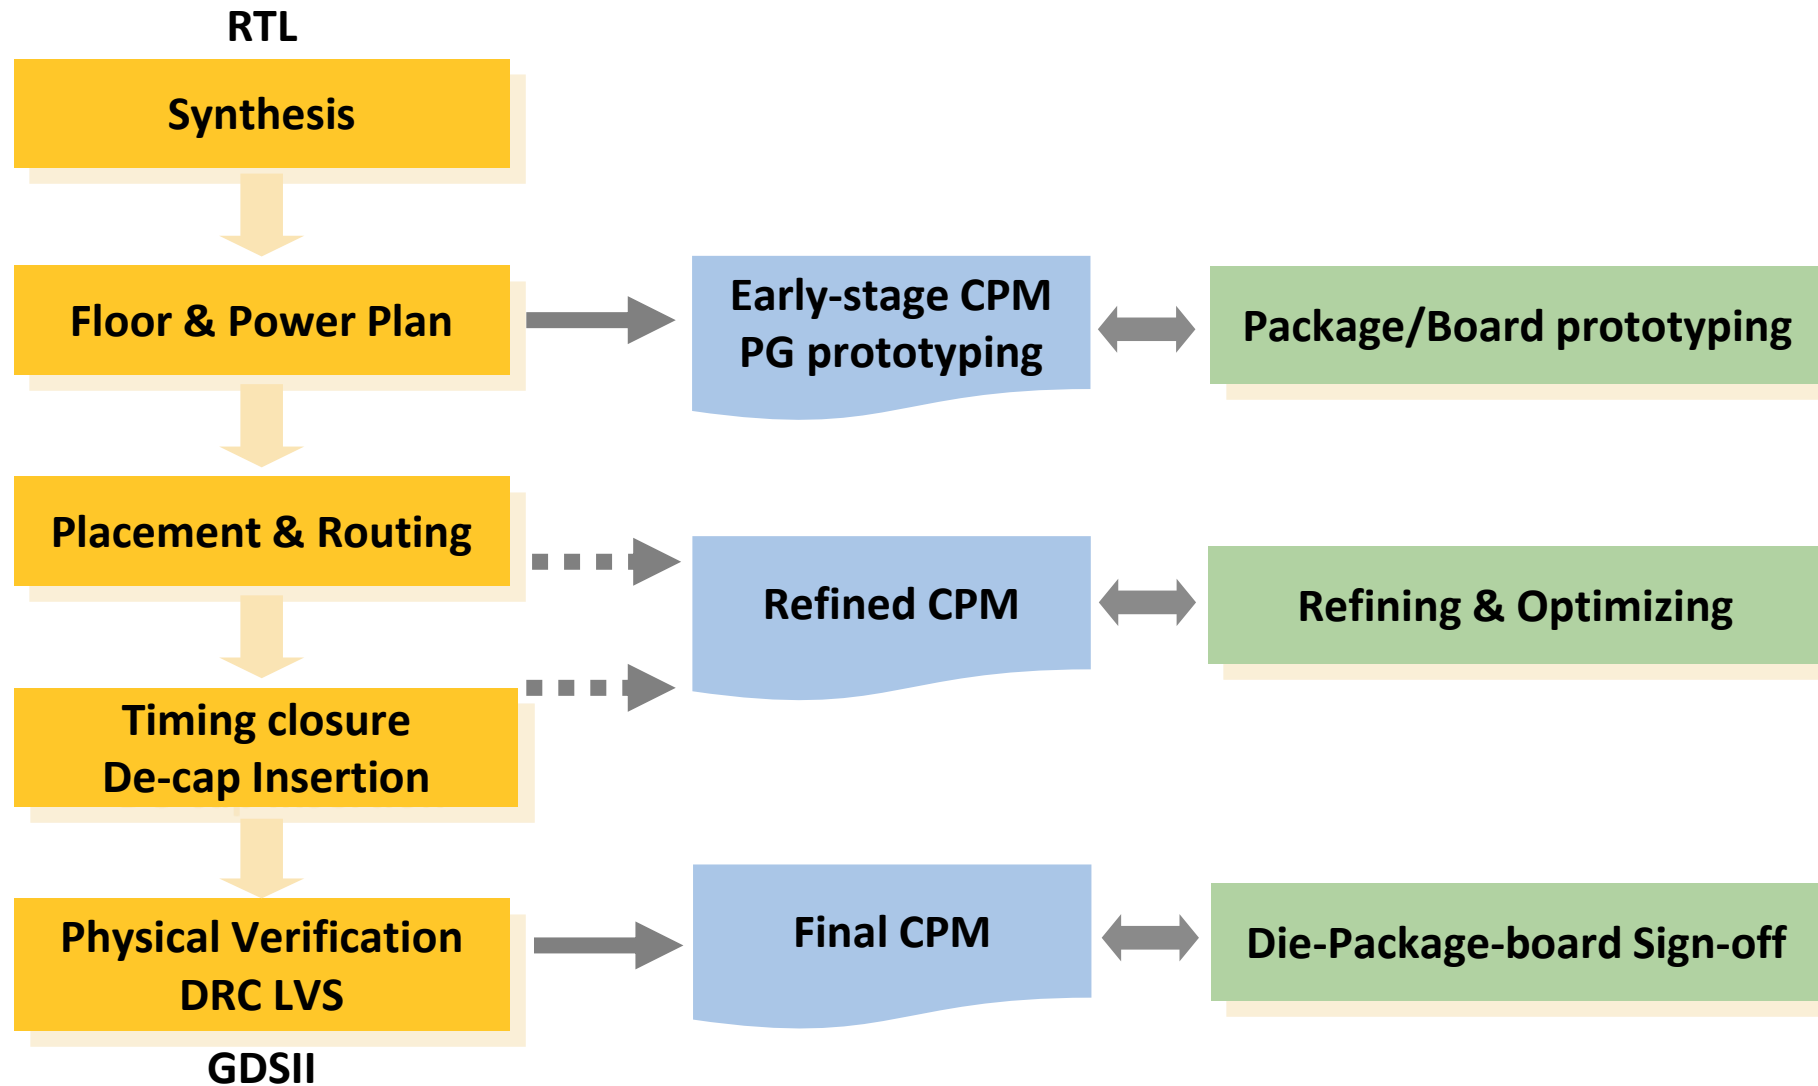 RTL
Synthesis
Floor & Power Plan
Early-stage CPM
PG prototyping
Package/Board prototyping
Placement & Routing
Refined CPM
Refining & Optimizing
Timing closure
De-cap Insertion
Physical Verification
DRC LVS
Final CPM
Die-Package-board Sign-off
GDSII